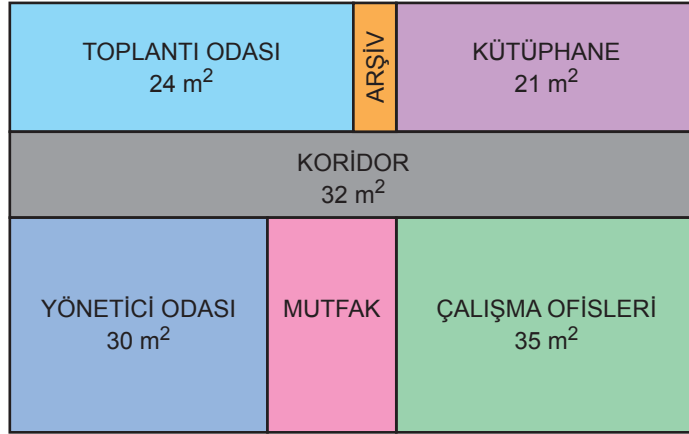 TOPLANTI ODASI
24 m²
ARŞİV
KÜTÜPHANE
21 m²
KORİDOR
32 m²
YÖNETİCİ ODASI
30 m²
MUTFAK
ÇALIŞMA OFİSLERİ
35 m²